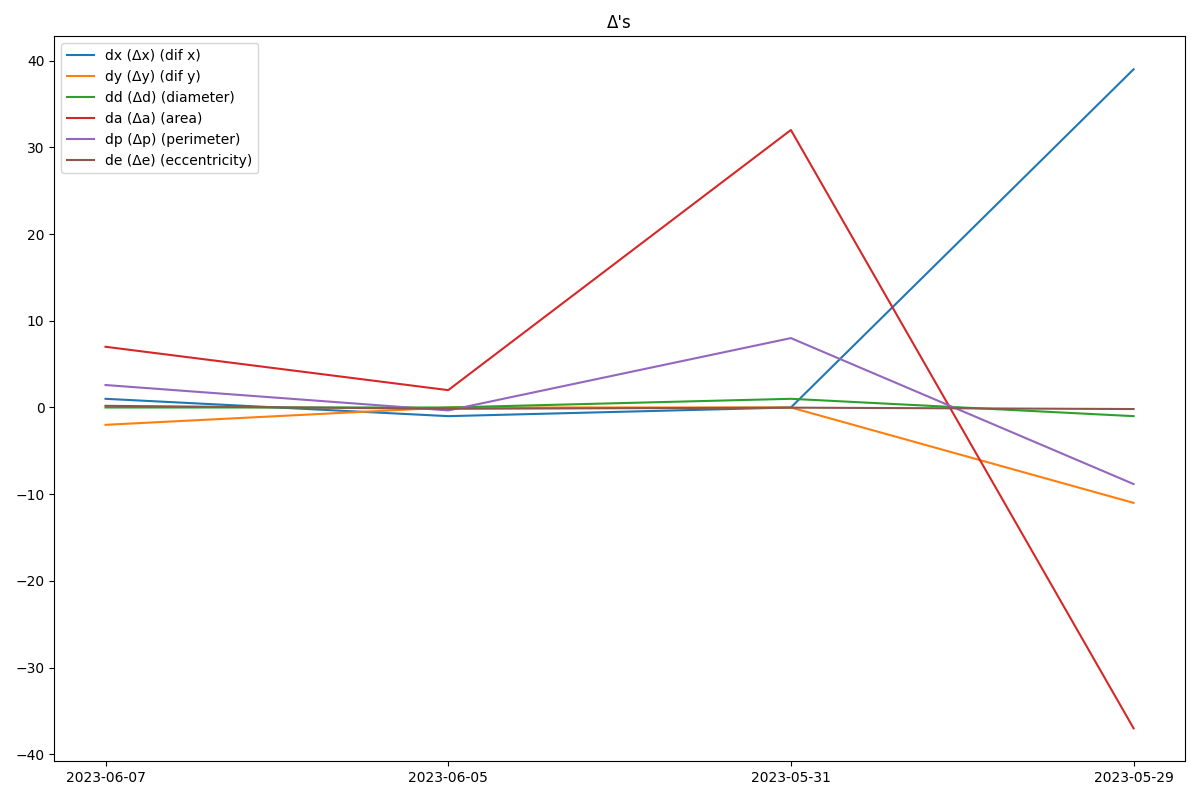 Δ's
dx (Δx) (dif x)
dy (Δy) (dif y)
dd (Δd) (diameter)
da (Δa) (area)
dp (Δp) (perimeter)
de (Δe) (eccentricity)
40
30
20
10
0
−10
−20
−30
−40
2023-06-07 2023-06-05 2023-05-31 2023-05-29